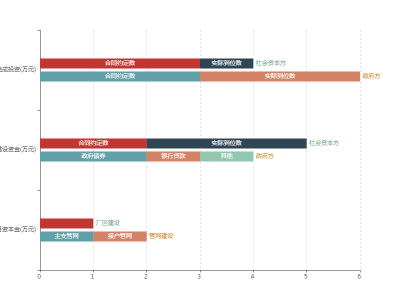 合同约定数 实际到位数 社会资本方
成投资(万元)
合同约定数 实际到位数 政府方
合同约定数 实际到位数 社会资本方
设资金(万元)
政府债券 银行贷款 其他 政府方
厂区建设
资本金(万元)
主支管网 接户管网 管网建设
0 1 2 3 4 5 6